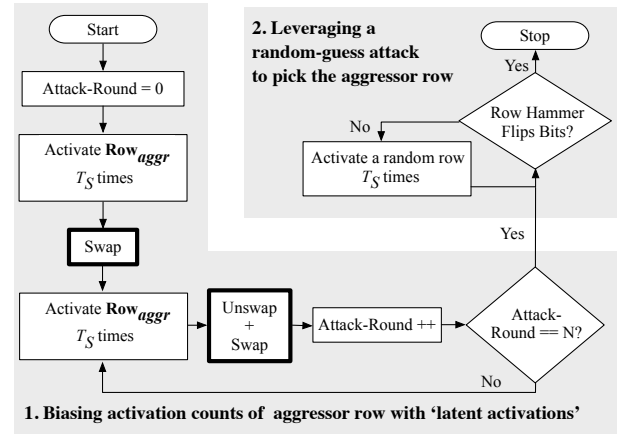 Start
Attack-Round = 0
Activate Row_aggr
T_S times
Swap
Activate Row_aggr
T_S times
Unswap
+
Swap
Attack-Round ++
Attack-
Round == N?
No
Yes
1. Biasing activation counts of aggressor row with ‘latent activations’
2. Leveraging a
random-guess attack
to pick the aggressor row
Activate a random row
T_S times
No
Row Hammer
Flips Bits?
Yes
Stop